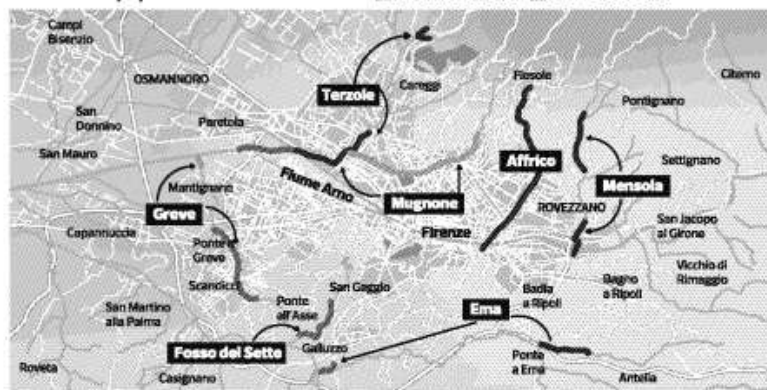 Campi
Bisenzio
OSMANNORO
Careggi
Fiesole
Citerno
Terzole
Pontignano
San
Donnino
Peretola
San Mauro
Affrico
Settignano
Mantignano
Fiume Arno
Mensola
Greve
Mugnone
ROVEZZANO
San Jacopo
al Girone
Capannuccia
Ponte a
Greve
Firenze
Vicchio di
Rimaggio
Scandicci
San Gaggio
Badia
a Ripoli
Bagno
a Ripoli
San Martino
alla Palma
Ponte
all'Asse
Ema
Fosso del Sette
Galluzzo
Ponte
a Ema
Roveta
Casignano
Antella